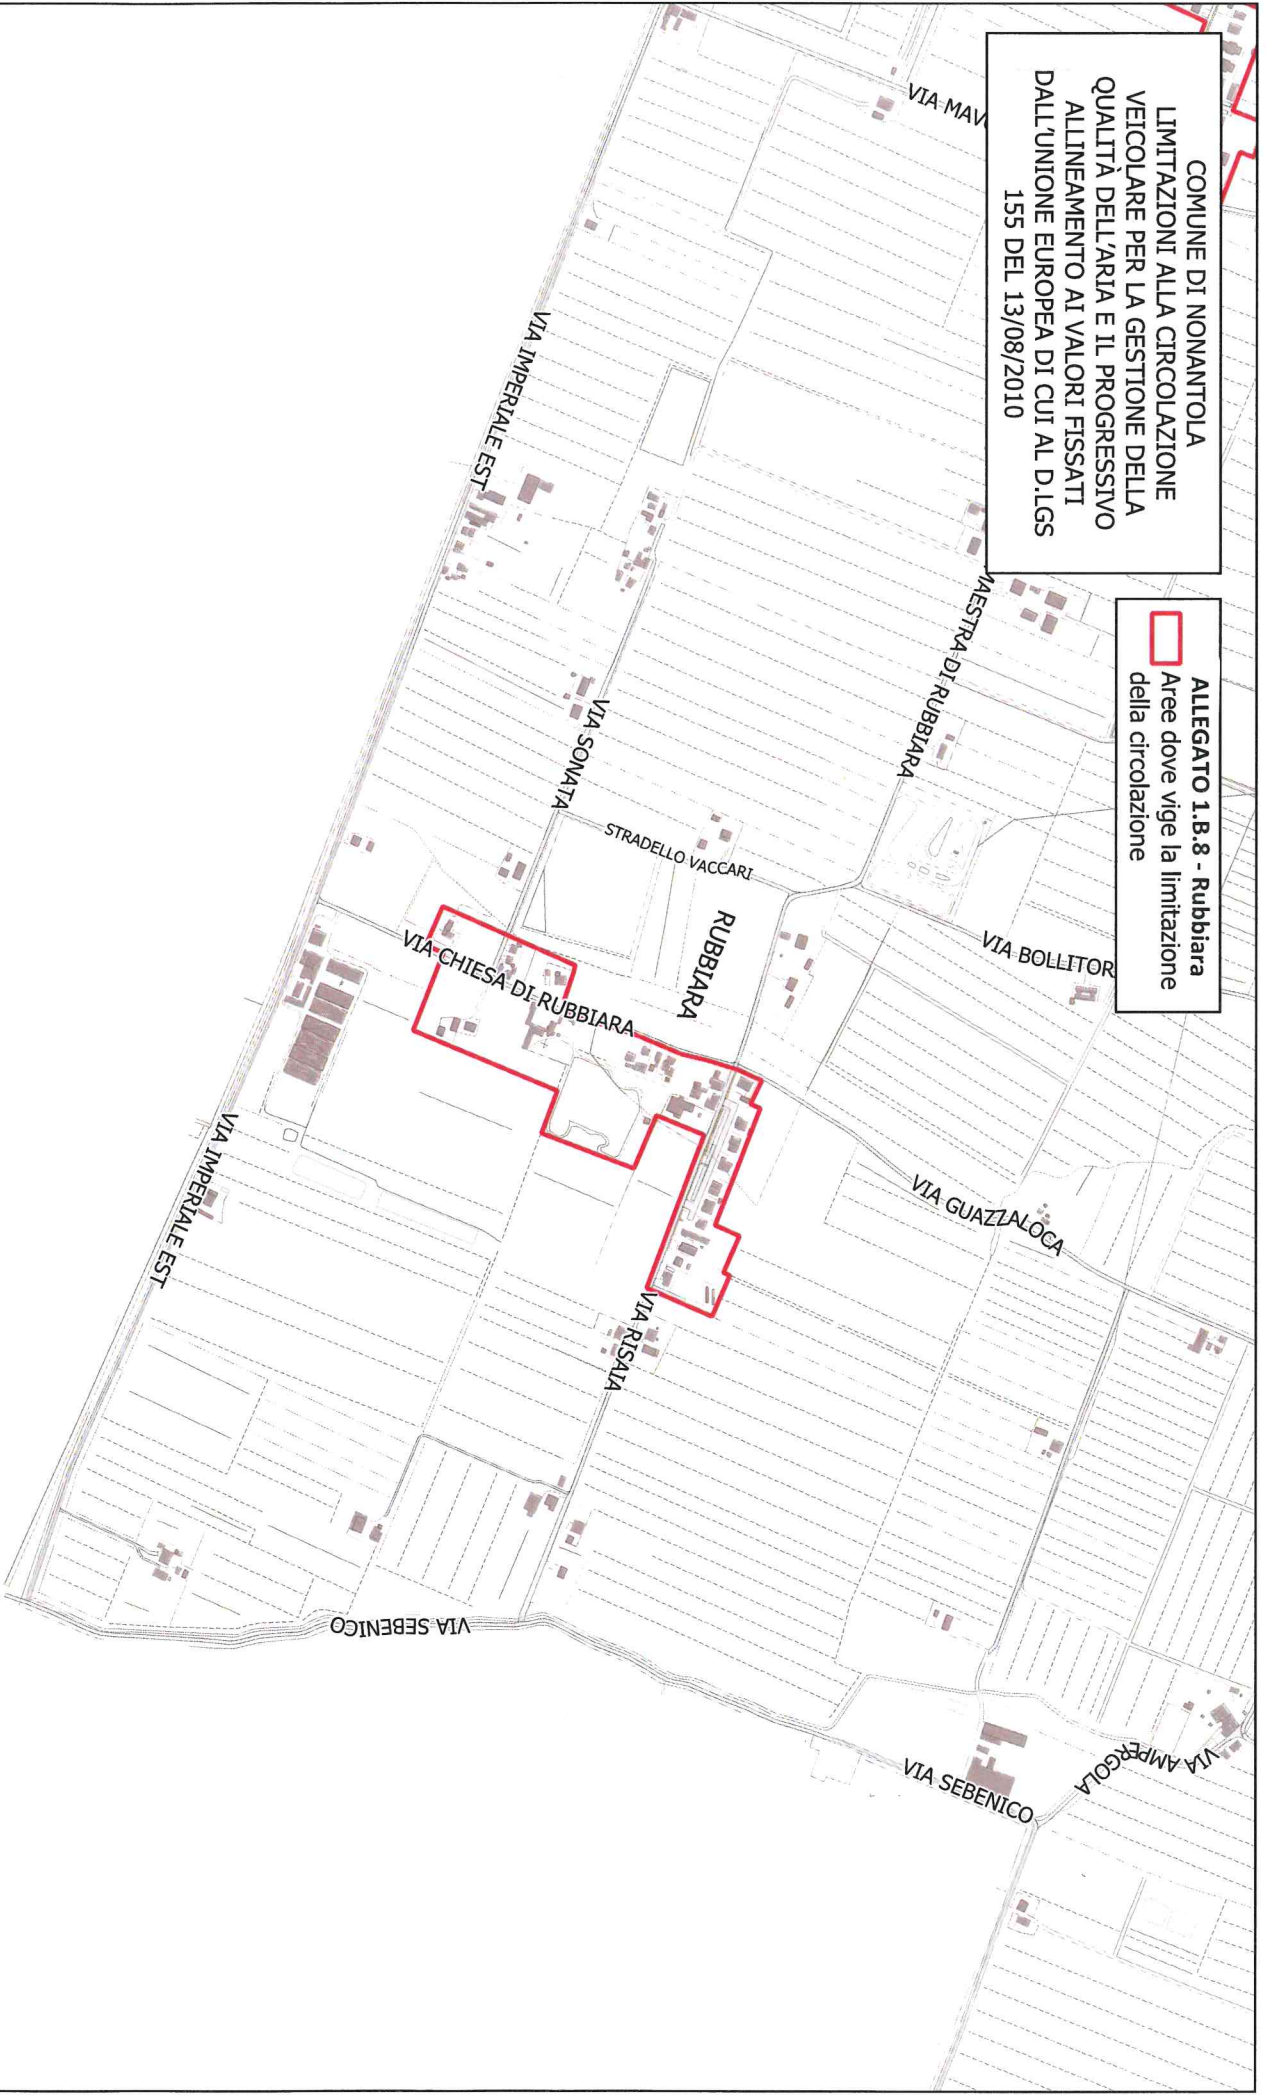 COMUNE DI NONANTOLA
LIMITAZIONI ALLA CIRCOLAZIONE
VEICOLARE PER LA GESTIONE DELLA
QUALITÀ DELL'ARIA E IL PROGRESSIVO
ALLINEAMENTO AI VALORI FISSATI
DALL'UNIONE EUROPEA DI CUI AL D.LGS
155 DEL 13/08/2010
ALLEGATO 1.B.8 - Rubbiara
Aree dove vige la limitazione
della circolazione
VIA MAV
MAESTRA DI RUBBIARA
VIA BOLLITOR
VIA AMPERGOLA
VIA GUAZZALOCA
VIA SEBENICO
STRADELLO VACCARI
RUBBIARA
VIA IMPERIALE EST
VIA SONATA
VIA CHIESA DI RUBBIARA
VIA RISAIA
VIA SEBENICO
VIA IMPERIALE EST